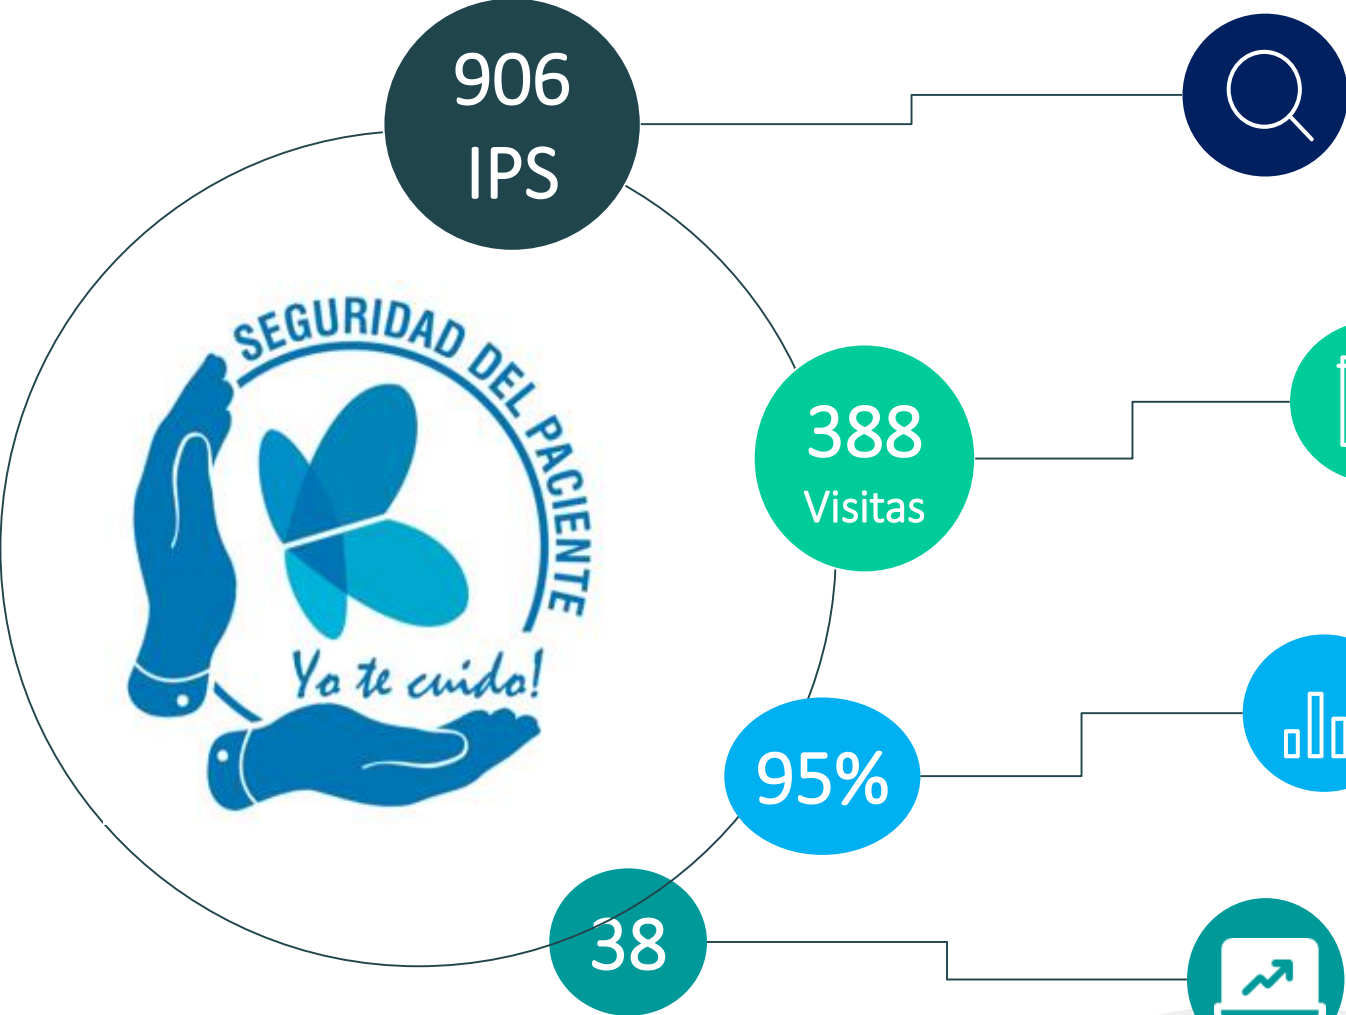 906
IPS
SEGURIDAD DEL PACIENTE
388
Visitas
Yo te cuido!
95%
38